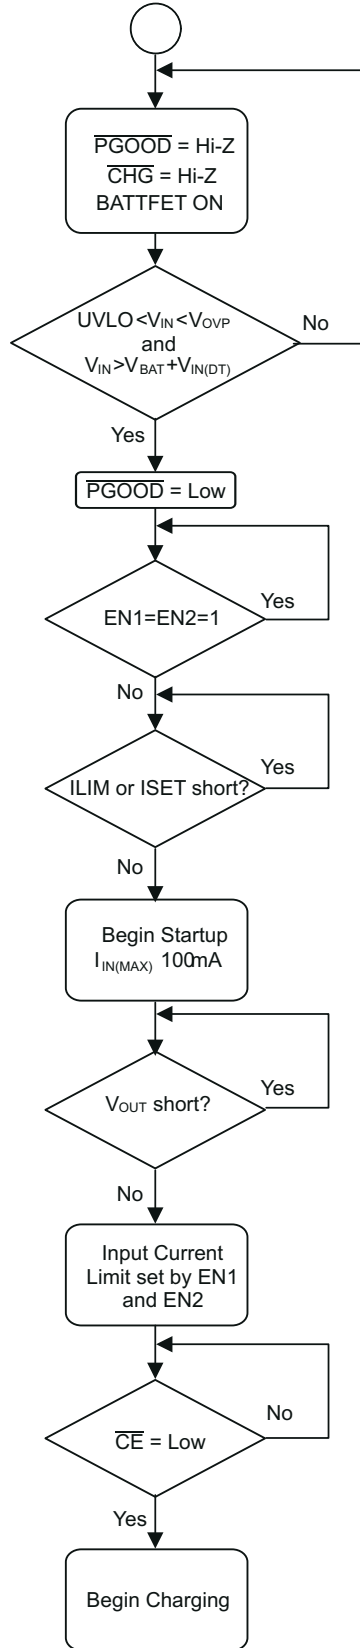 PGOOD = Hi-Z
CHG = Hi-Z
BATTFET ON
UVLO<VIN<VOVP
and
VIN>VBAT+VIN(DT)
No
Yes
PGOOD = Low
EN1=EN2=1
Yes
No
ILIM or ISET short?
Yes
No
Begin Startup
IIN(MAX) 100mA
VOUT short?
Yes
No
Input Current
Limit set by EN1
and EN2
CE = Low
No
Yes
Begin Charging